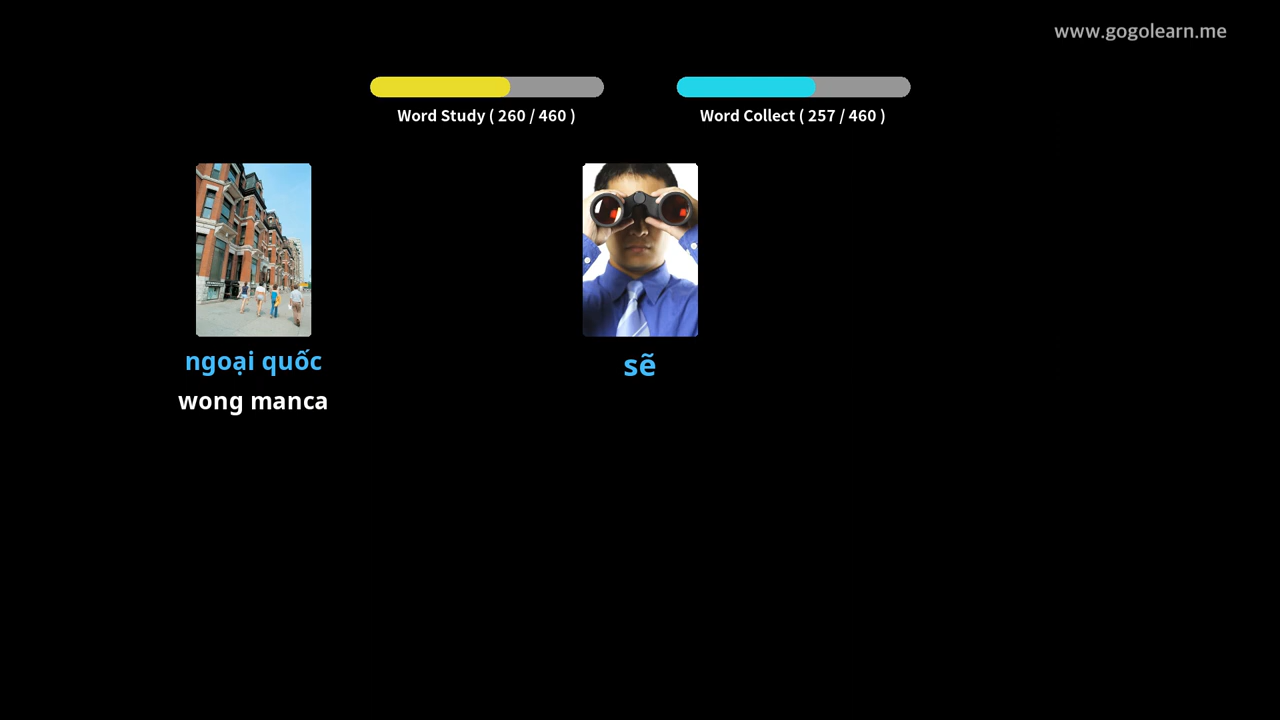 www.gogolearn.me
Word Study ( 260 / 460 )
Word Collect ( 257 / 460 )
ngoại quốc
wong manca
sẽ